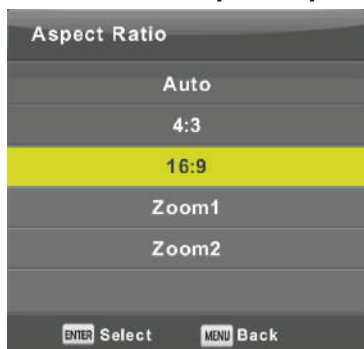 Aspect Ratio
Auto
4:3
16:9
Zoom1
Zoom2
ENTER Select MENU Back